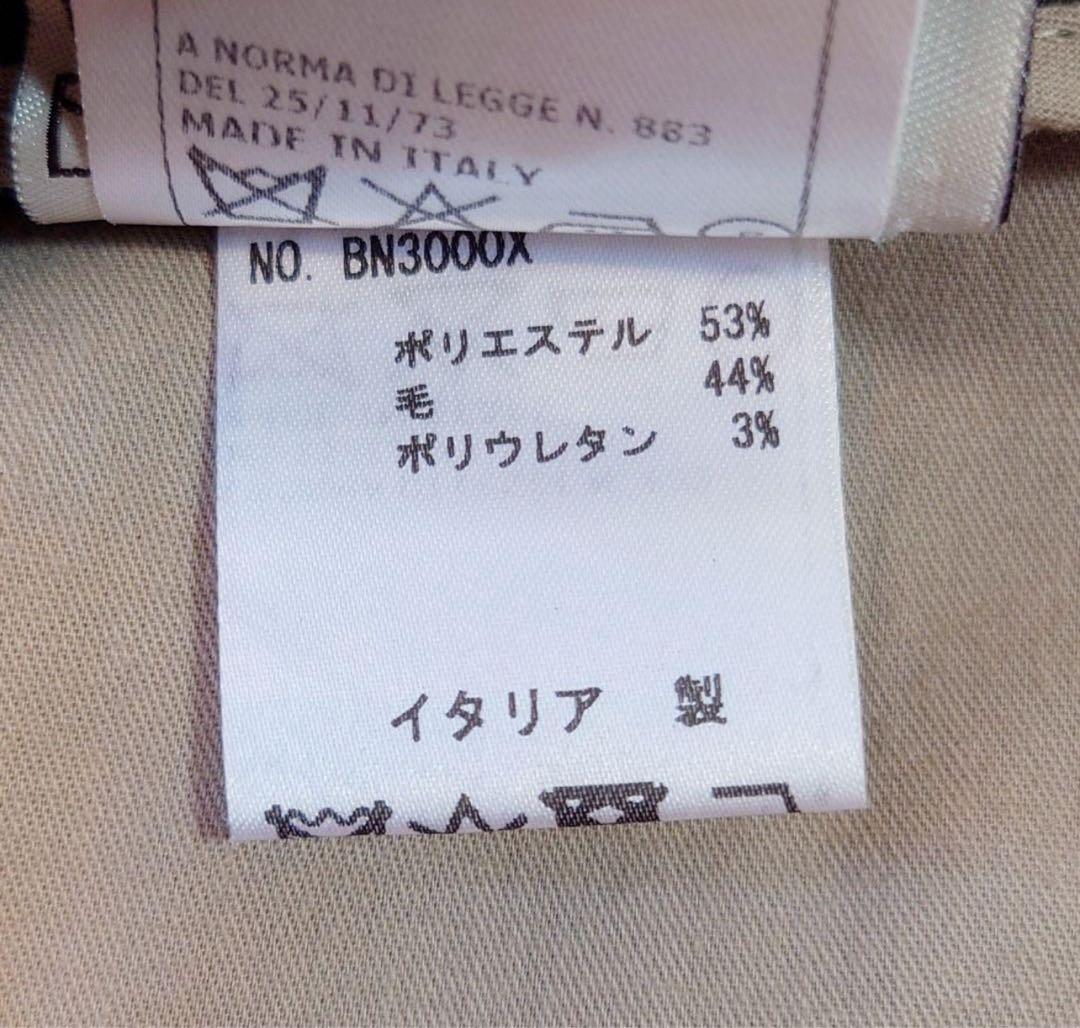 A NORMA DI LEGGE N. 883
DEL 25/11/73
MADE IN ITALY
NO. BN3000X
ポリエステル 53%
毛 44%
ポリウレタン 3%
イタリア 製